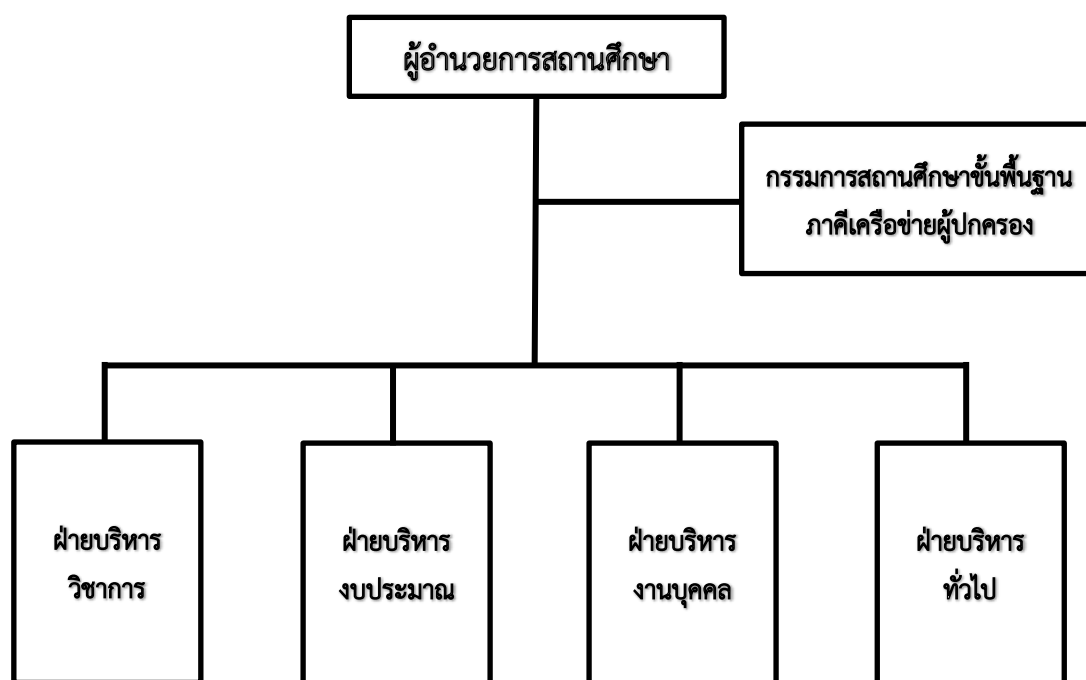 ผู้อำนวยการสถานศึกษา
กรรมการสถานศึกษาขั้นพื้นฐาน
ภาคีเครือข่ายผู้ปกครอง
ฝ่ายบริหาร
วิชาการ
ฝ่ายบริหาร
งบประมาณ
ฝ่ายบริหาร
งานบุคคล
ฝ่ายบริหาร
ทั่วไป